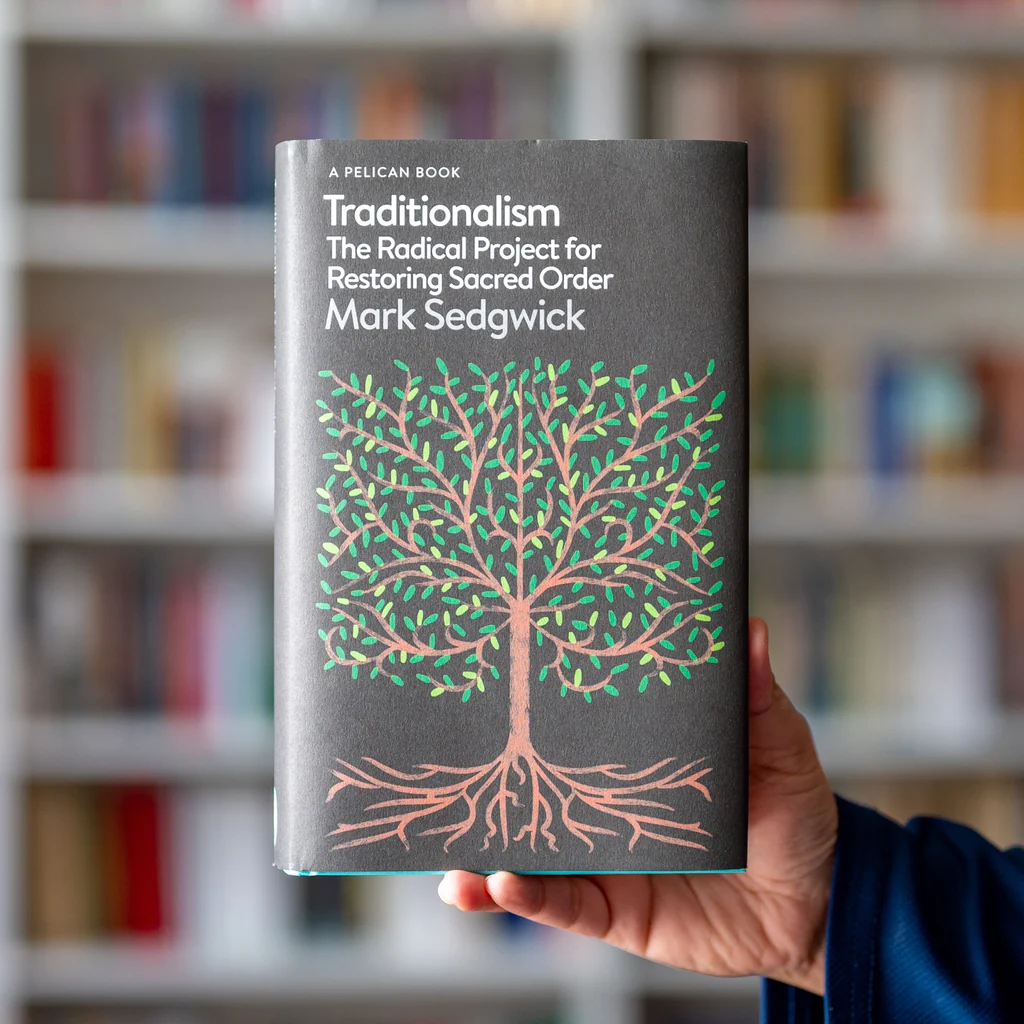 A PELICAN BOOK
Traditionalism
The Radical Project for
Restoring Sacred Order
Mark Sedgwick